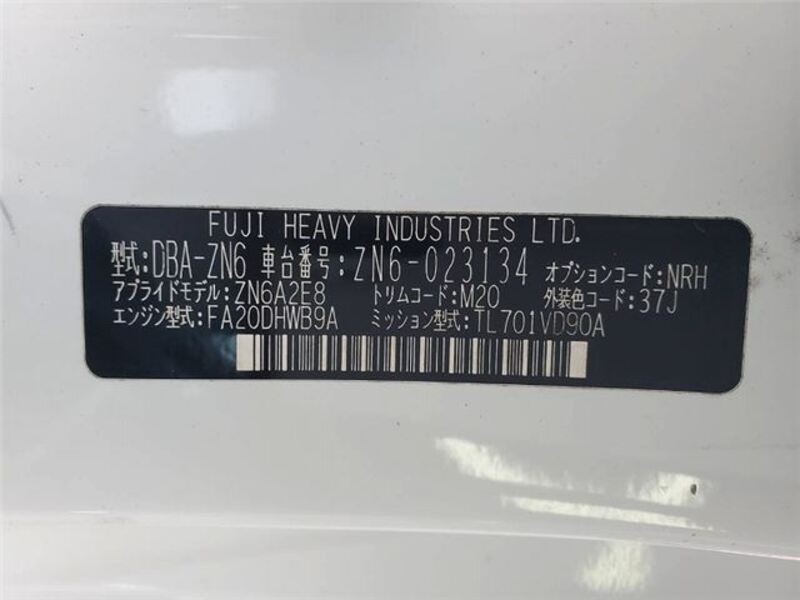 FUJI HEAVY INDUSTRIES LTD.
型式:DBA-ZN6 車台番号:ZN6-023134 オプションコード:NRH
アプライドモデル:ZN6A2E8 トリムコード:M20 外装色コード:37J
エンジン型式:FA20DHWB9A ミッション型式:TL701VD90A